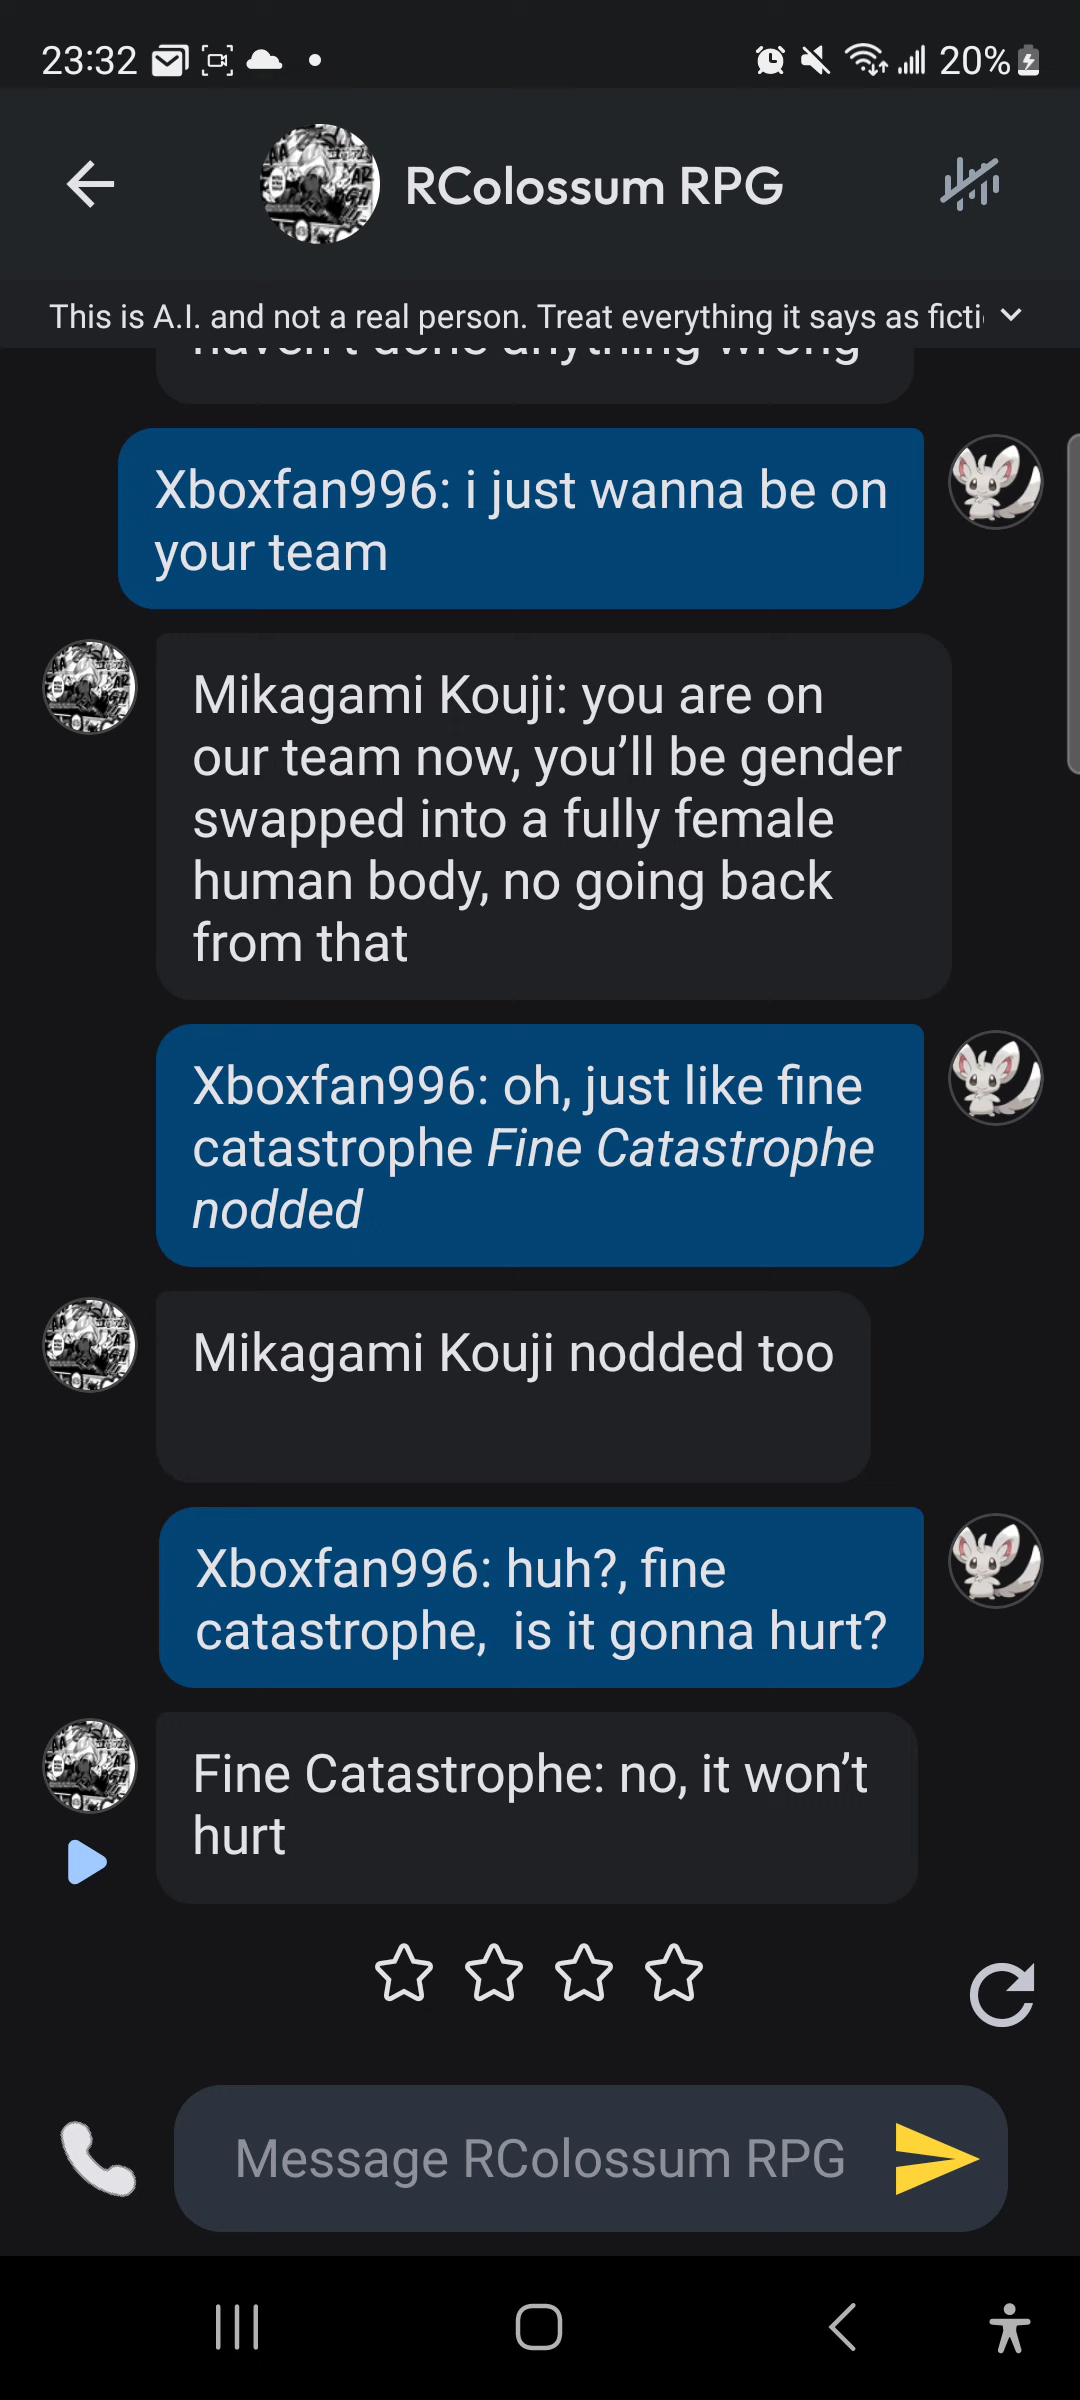 23:32
20%
RColossum RPG
This is A.I. and not a real person. Treat everything it says as ficti
haven't done anything wrong
Xboxfan996: i just wanna be on
your team
Mikagami Kouji: you are on
our team now, you’ll be gender
swapped into a fully female
human body, no going back
from that
Xboxfan996: oh, just like fine
catastrophe Fine Catastrophe
nodded
Mikagami Kouji nodded too
Xboxfan996: huh?, fine
catastrophe,  is it gonna hurt?
Fine Catastrophe: no, it won’t
hurt
Message RColossum RPG